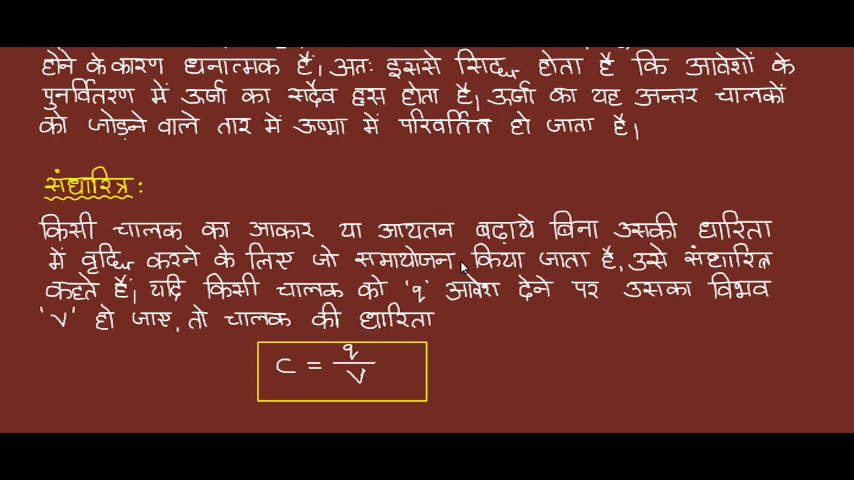 होने के कारण धनात्मक हैं। अतः इससे सिद्ध होता है कि आवेशों के
पुनर्वितरण में ऊर्जा का सदैव ह्रास होता है। ऊर्जा का यह अन्तर चालकों
को जोड़ने वाले तार में ऊष्मा में परिवर्तित हो जाता है।
संधारित्र:
किसी चालक का आकार या आयतन बढ़ाये बिना उसकी धारिता
में वृद्धि करने के लिए जो समायोजन किया जाता है, उसे संधारित्र
कहते हैं। यदि किसी चालक को 'q' आवेश देने पर उसका विभव
'V' हो जाए, तो चालक की धारिता
C = q/V